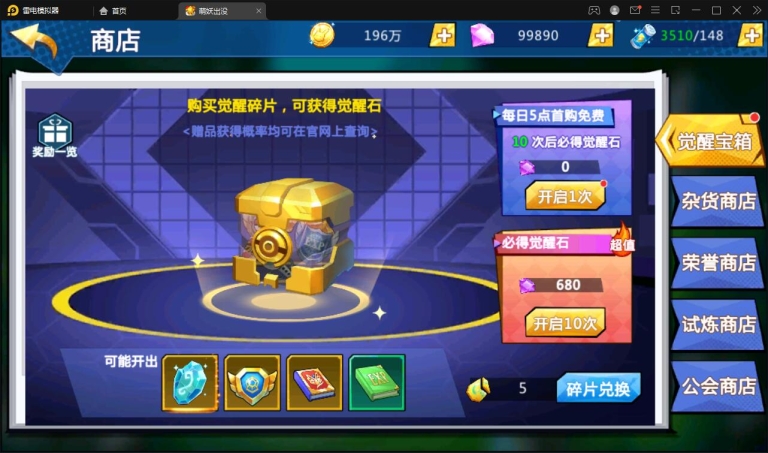 雷电模拟器
首页
萌妖出没
商店
196万
99890
3510/148
购买觉醒碎片，可获得觉醒石
<赠品获得概率均可在官网上查询>
奖励一览
每日5点首购免费
10 次后必得觉醒石
0
开启1次
必得觉醒石
超值
680
开启10次
可能开出
EXP
5
碎片兑换
觉醒宝箱
杂货商店
荣誉商店
试炼商店
公会商店